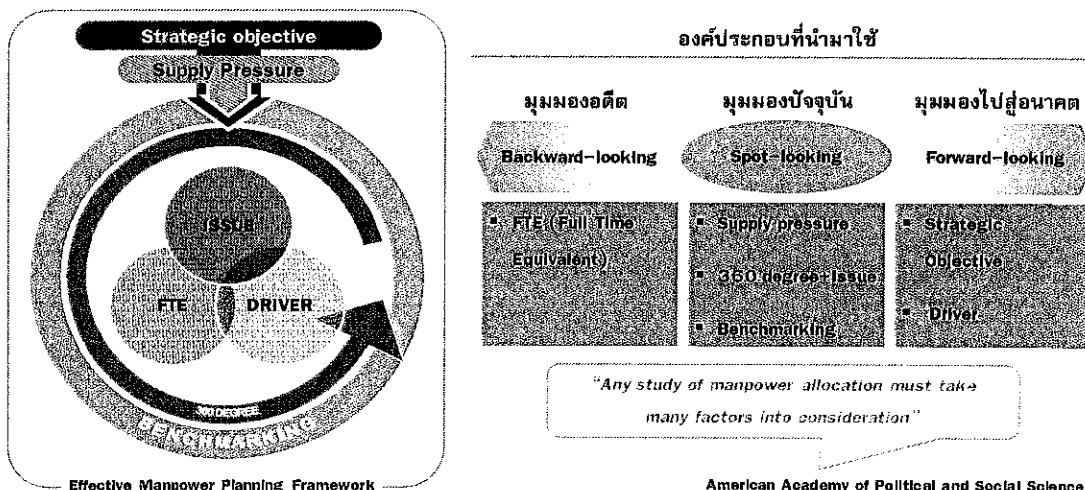 Strategic objective
Supply Pressure
ISSUE
FTE
DRIVER
360 DEGREE
BENCHMARKING
Effective Manpower Planning Framework
องค์ประกอบที่นำมาใช้
มุมมองอดีต
มุมมองปัจจุบัน
มุมมองไปสู่อนาคต
Backward-looking
Spot-looking
Forward-looking
▪ FTE (Full Time
Equivalent)
▪ Supply pressure
▪ 360 degree+Issue
▪ Benchmarking
▪ Strategic
Objective
▪ Driver
"Any study of manpower allocation must take
many factors into consideration"
American Academy of Political and Social Science